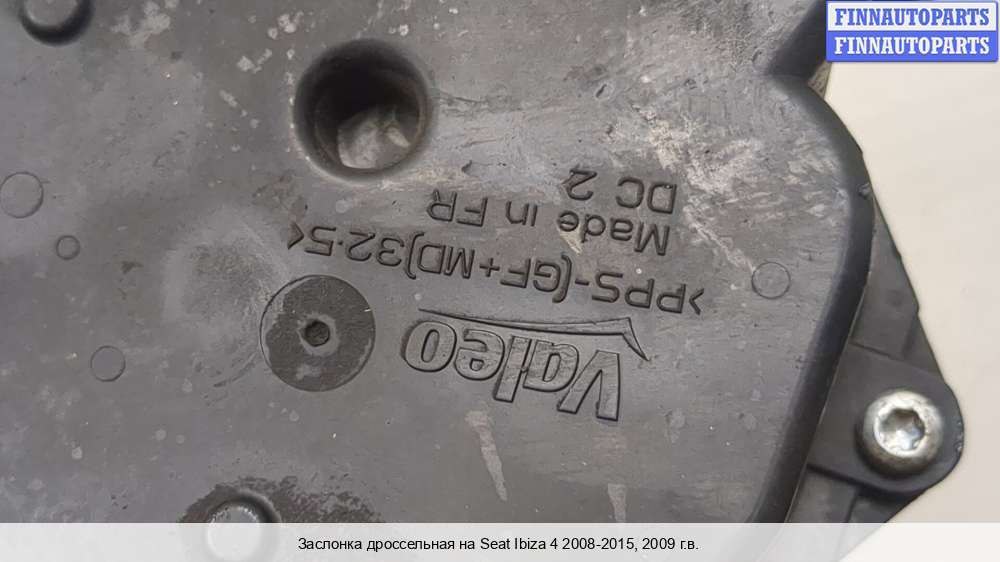 FINNAUTOPARTS
FINNAUTOPARTS
Valeo
>PPS-(GF+MD)32·5<
Made in FR
DC 2
Заслонка дроссельная на Seat Ibiza 4 2008-2015, 2009 г.в.